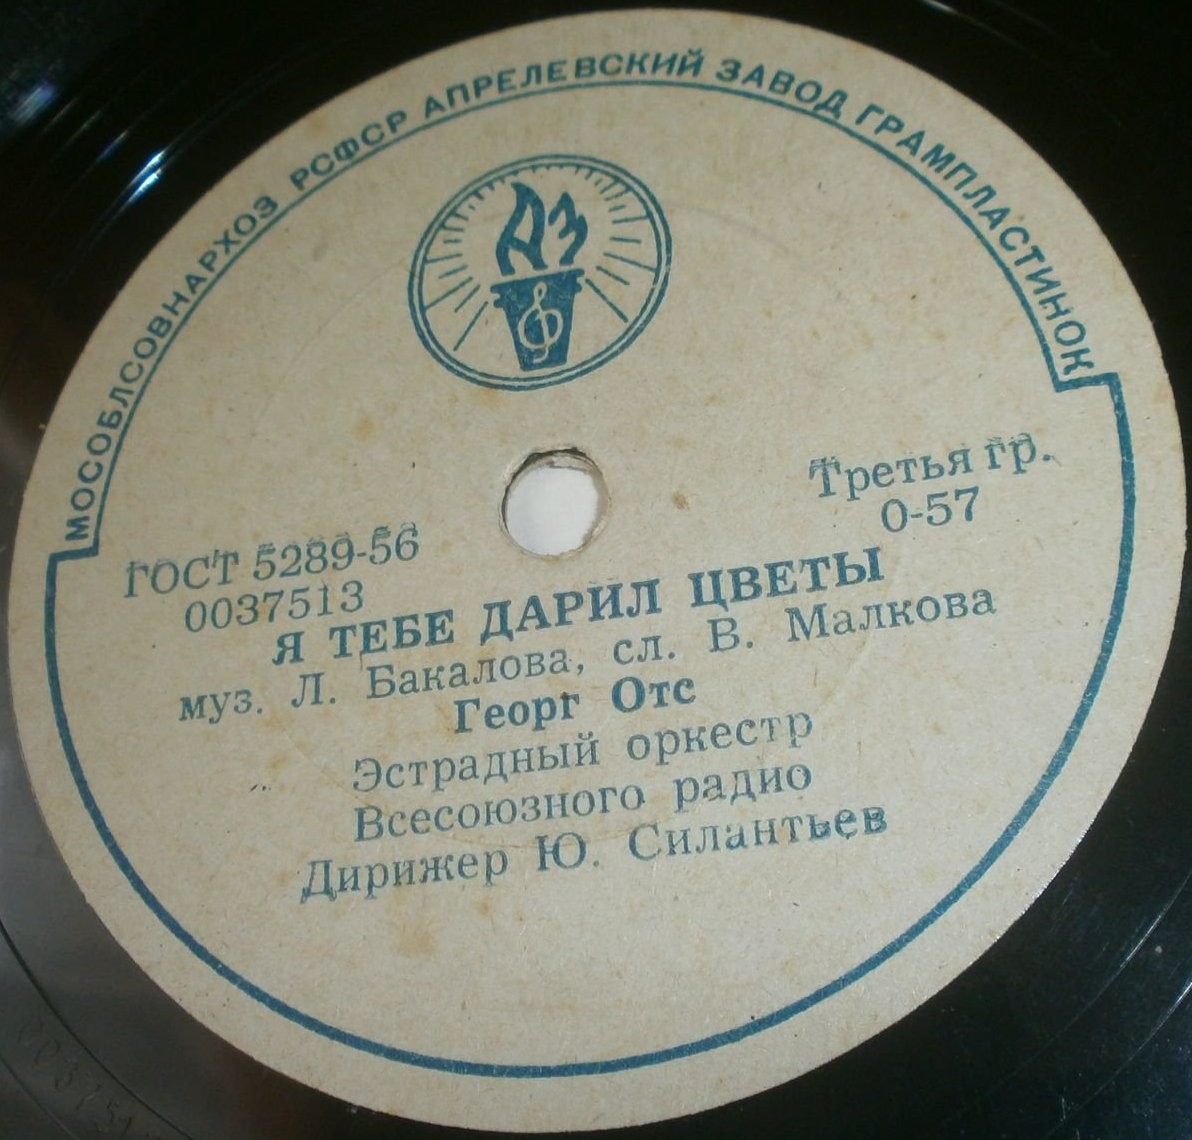 МОСОБЛСОВНАРХОЗ РСФСР АПРЕЛЕВСКИЙ ЗАВОД ГРАМПЛАСТИНОК
АЗ
Третья гр.
0-57
ГОСТ 5289-56
0037513
Я ТЕБЕ ДАРИЛ ЦВЕТЫ
муз. Л. Бакалова, сл. В. Малкова
Георг Отс
Эстрадный оркестр
Всесоюзного радио
Дирижер Ю. Силантьев